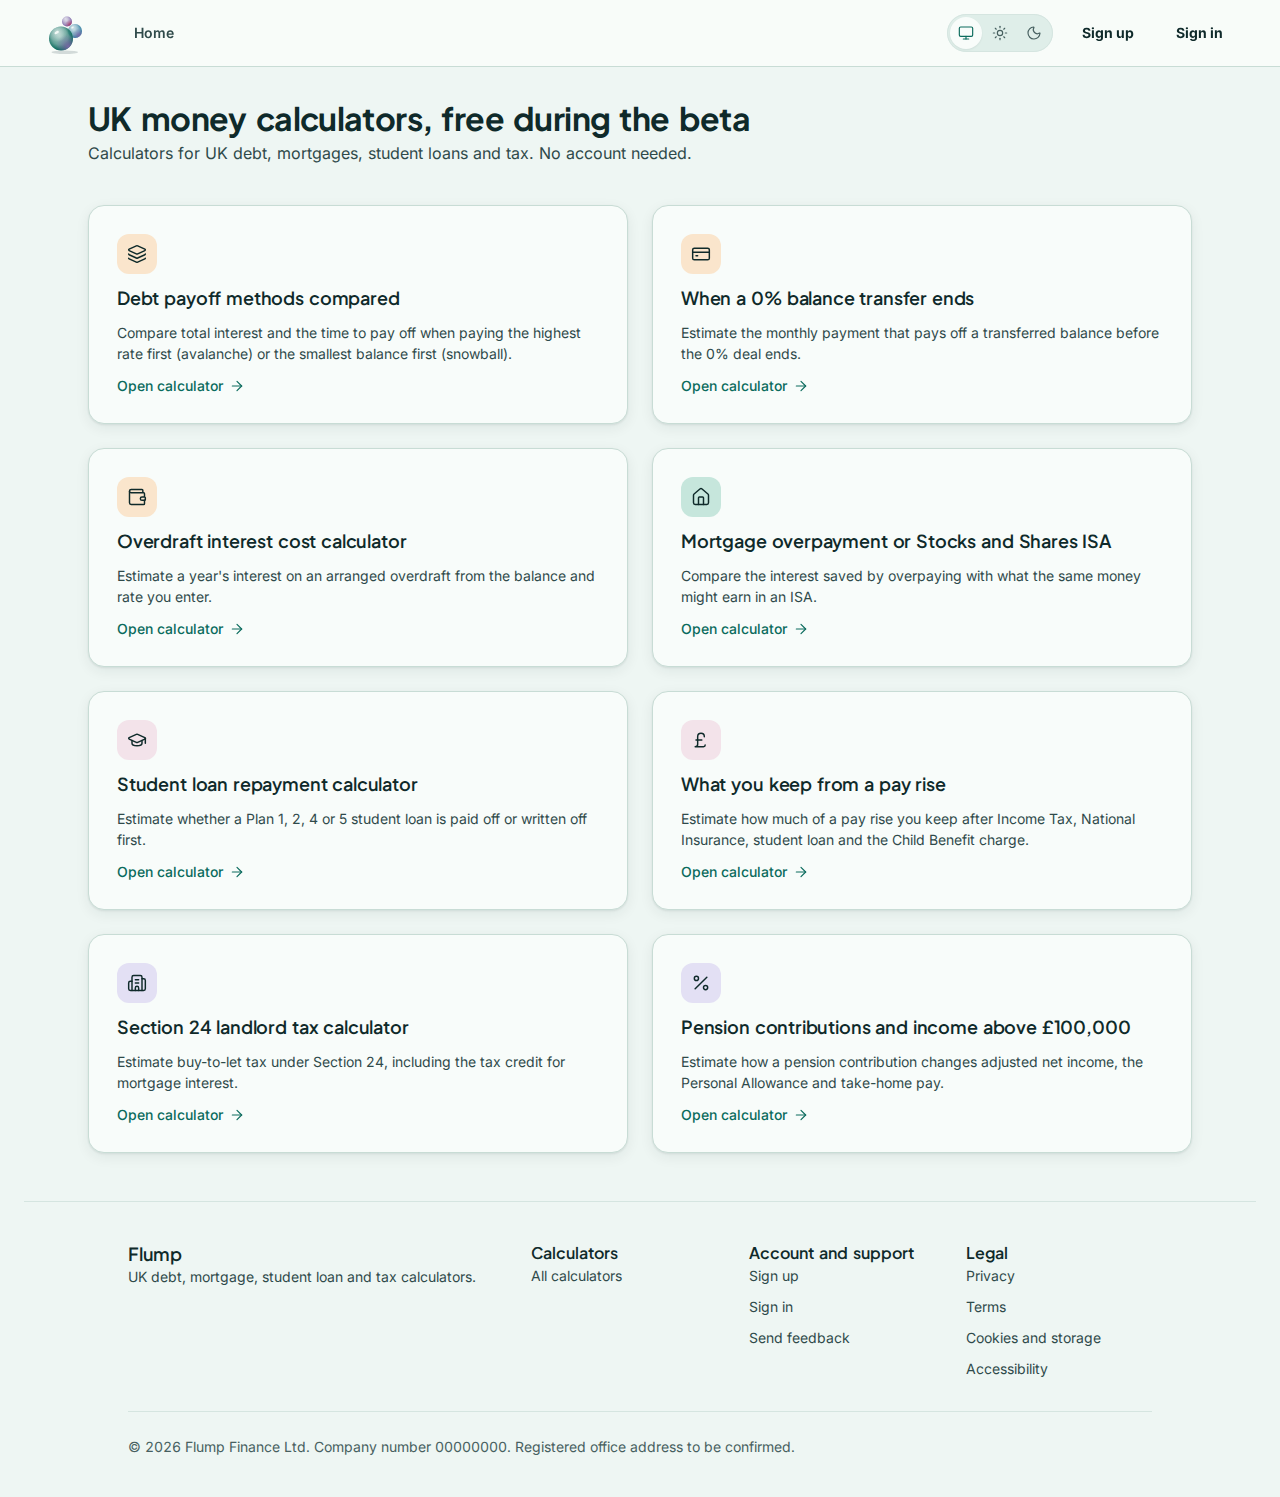 Home
Sign up
Sign in
UK money calculators, free during the beta
Calculators for UK debt, mortgages, student loans and tax. No account needed.
Debt payoff methods compared
Compare total interest and the time to pay off when paying the highest
rate first (avalanche) or the smallest balance first (snowball).
Open calculator
When a 0% balance transfer ends
Estimate the monthly payment that pays off a transferred balance before
the 0% deal ends.
Open calculator
Overdraft interest cost calculator
Estimate a year's interest on an arranged overdraft from the balance and
rate you enter.
Open calculator
Mortgage overpayment or Stocks and Shares ISA
Compare the interest saved by overpaying with what the same money
might earn in an ISA.
Open calculator
Student loan repayment calculator
Estimate whether a Plan 1, 2, 4 or 5 student loan is paid off or written off
first.
Open calculator
What you keep from a pay rise
Estimate how much of a pay rise you keep after Income Tax, National
Insurance, student loan and the Child Benefit charge.
Open calculator
Section 24 landlord tax calculator
Estimate buy-to-let tax under Section 24, including the tax credit for
mortgage interest.
Open calculator
Pension contributions and income above £100,000
Estimate how a pension contribution changes adjusted net income, the
Personal Allowance and take-home pay.
Open calculator
Flump
UK debt, mortgage, student loan and tax calculators.
Calculators
All calculators
Account and support
Sign up
Sign in
Send feedback
Legal
Privacy
Terms
Cookies and storage
Accessibility
© 2026 Flump Finance Ltd. Company number 00000000. Registered office address to be confirmed.